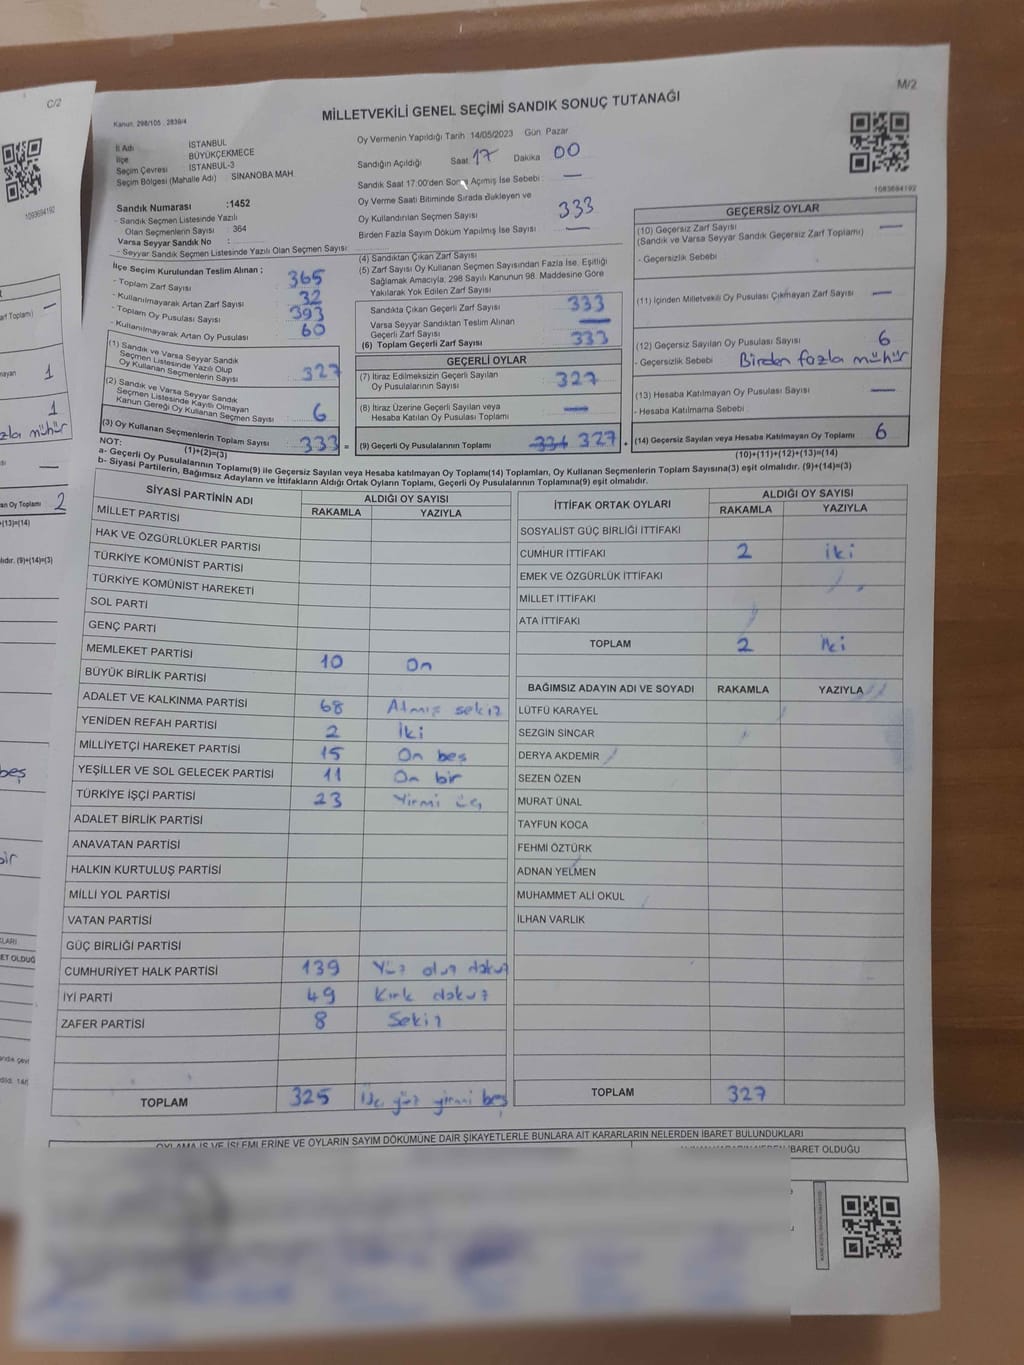 C/2
M/2
Kanun. 298/105 . 2839/4
MİLLETVEKİLİ GENEL SEÇİMİ SANDIK SONUÇ TUTANAĞI
1093694192
1093694192
İl Adı İSTANBUL
İlçe BÜYÜKÇEKMECE
Seçim Çevresi İSTANBUL-3
Seçim Bölgesi (Mahalle Adı) : SİNANOBA MAH.
Sandık Numarası :1452
- Sandık Seçmen Listesinde Yazılı
Olan Seçmenlerin Sayısı : 364
Varsa Seyyar Sandık No :
- Seyyar Sandık Seçmen Listesinde Yazılı Olan Seçmen Sayısı:
Oy Vermenin Yapıldığı Tarih 14/05/2023 Gün Pazar
Sandığın Açıldığı Saat 17 Dakika 00
Sandık Saat 17:00'den Sonra Açımış İse Sebebi : —
Oy Verme Saati Bitiminde Sırada Bekleyen ve
Oy Kullandırılan Seçmen Sayısı 333
Birden Fazla Sayım Döküm Yapılmış İse Sayısı —
İlçe Seçim Kurulundan Teslim Alınan ;
- Toplam Zarf Sayısı 365
- Kullanılmayarak Artan Zarf Sayısı 32
- Toplam Oy Pusulası Sayısı 393
- Kullanılmayarak Artan Oy Pusulası 60
(1) Sandık ve Varsa Seyyar Sandık
Seçmen Listesinde Yazılı Olup
Oy Kullanan Seçmenlerin Sayısı 327
(2) Sandık ve Varsa Seyyar Sandık
Seçmen Listesinde Kayıtlı Olmayan
Kanun Gereği Oy Kullanan Seçmen Sayısı 6
(3) Oy Kullanan Seçmenlerin Toplam Sayısı 333 =
(1)+(2)=(3)
(4) Sandıktan Çıkan Zarf Sayısı
(5) Zarf Sayısı Oy Kullanan Seçmen Sayısından Fazla İse, Eşitliği
Sağlamak Amacıyla, 298 Sayılı Kanunun 98. Maddesine Göre
Yakılarak Yok Edilen Zarf Sayısı
Sandıkta Çıkan Geçerli Zarf Sayısı 333
Varsa Seyyar Sandıktan Teslim Alınan
Geçerli Zarf Sayısı —
(6) Toplam Geçerli Zarf Sayısı 333
GEÇERLİ OYLAR
(7) İtiraz Edilmeksizin Geçerli Sayılan
Oy Pusulalarının Sayısı 327
(8) İtiraz Üzerine Geçerli Sayılan veya
Hesaba Katılan Oy Pusulası Toplamı —
(9) Geçerli Oy Pusulalarının Toplamı 327 +
GEÇERSİZ OYLAR
(10) Geçersiz Zarf Sayısı —
(Sandık ve Varsa Seyyar Sandık Geçersiz Zarf Toplamı)
- Geçersizlik Sebebi
(11) İçinden Milletvekili Oy Pusulası Çıkmayan Zarf Sayısı —
(12) Geçersiz Sayılan Oy Pusulası Sayısı 6
- Geçersizlik Sebebi Birden fazla mühür
(13) Hesaba Katılmayan Oy Pusulası Sayısı —
- Hesaba Katılmama Sebebi
(14) Geçersiz Sayılan veya Hesaba Katılmayan Oy Toplamı 6
(10)+(11)+(12)+(13)=(14)
NOT:
a- Geçerli Oy Pusulalarının Toplamı(9) ile Geçersiz Sayılan veya Hesaba katılmayan Oy Toplamı(14) Toplamları, Oy Kullanan Seçmenlerin Toplam Sayısına(3) eşit olmalıdır. (9)+(14)=(3)
b- Siyasi Partilerin, Bağımsız Adayların ve İttifakların Aldığı Ortak Oyların Toplamı, Geçerli Oy Pusulalarının Toplamına(9) eşit olmalıdır.
SİYASİ PARTİNİN ADI ALDIĞI OY SAYISI
RAKAMLA YAZIYLA
MİLLET PARTİSİ
HAK VE ÖZGÜRLÜKLER PARTİSİ
TÜRKİYE KOMÜNİST PARTİSİ
TÜRKİYE KOMÜNİST HAREKETİ
SOL PARTİ
GENÇ PARTİ
MEMLEKET PARTİSİ 10 On
BÜYÜK BİRLİK PARTİSİ
ADALET VE KALKINMA PARTİSİ 68 Atmış sekiz
YENİDEN REFAH PARTİSİ 2 İki
MİLLİYETÇİ HAREKET PARTİSİ 15 On beş
YEŞİLLER VE SOL GELECEK PARTİSİ 11 On bir
TÜRKİYE İŞÇİ PARTİSİ 23 Yirmi üç
ADALET BİRLİK PARTİSİ
ANAVATAN PARTİSİ
HALKIN KURTULUŞ PARTİSİ
MİLLİ YOL PARTİSİ
VATAN PARTİSİ
GÜÇ BİRLİĞİ PARTİSİ
CUMHURİYET HALK PARTİSİ 139 Yüz otuz dokuz
İYİ PARTİ 49 Kırk dokuz
ZAFER PARTİSİ 8 Sekiz
TOPLAM 325 Üç yüz yirmi beş
İTTİFAK ORTAK OYLARI ALDIĞI OY SAYISI
RAKAMLA YAZIYLA
SOSYALİST GÜÇ BİRLİĞİ İTTİFAKI
CUMHUR İTTİFAKI 2 iki
EMEK VE ÖZGÜRLÜK İTTİFAKI
MİLLET İTTİFAKI
ATA İTTİFAKI
TOPLAM 2 İki
BAĞIMSIZ ADAYIN ADI VE SOYADI RAKAMLA YAZIYLA
LÜTFÜ KARAYEL
SEZGİN SİNCAR
DERYA AKDEMİR
SEZEN ÖZEN
MURAT ÜNAL
TAYFUN KOCA
FEHMİ ÖZTÜRK
ADNAN YELMEN
MUHAMMET ALİ OKUL
İLHAN VARLIK
TOPLAM 327
OYLAMA İŞ VE İŞLEMLERİNE VE OYLARIN SAYIM DÖKÜMÜNE DAİR ŞİKAYETLERLE BUNLARA AİT KARARLARIN NELERDEN İBARET BULUNDUKLARI
İBARET OLDUĞU